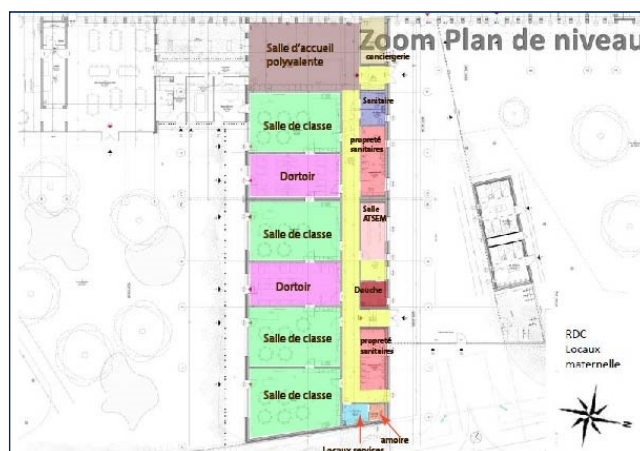 Zoom Plan de niveau
Salle d'accueil
polyvalente
conciergerie
Sanitaire
Salle de classe
propreté
sanitaires
Dortoir
Salle
ATSEM
Salle de classe
Dortoir
Douche
Salle de classe
propreté
sanitaires
Salle de classe
Locaux services
amoire
RDC
Locaux
maternelle
N